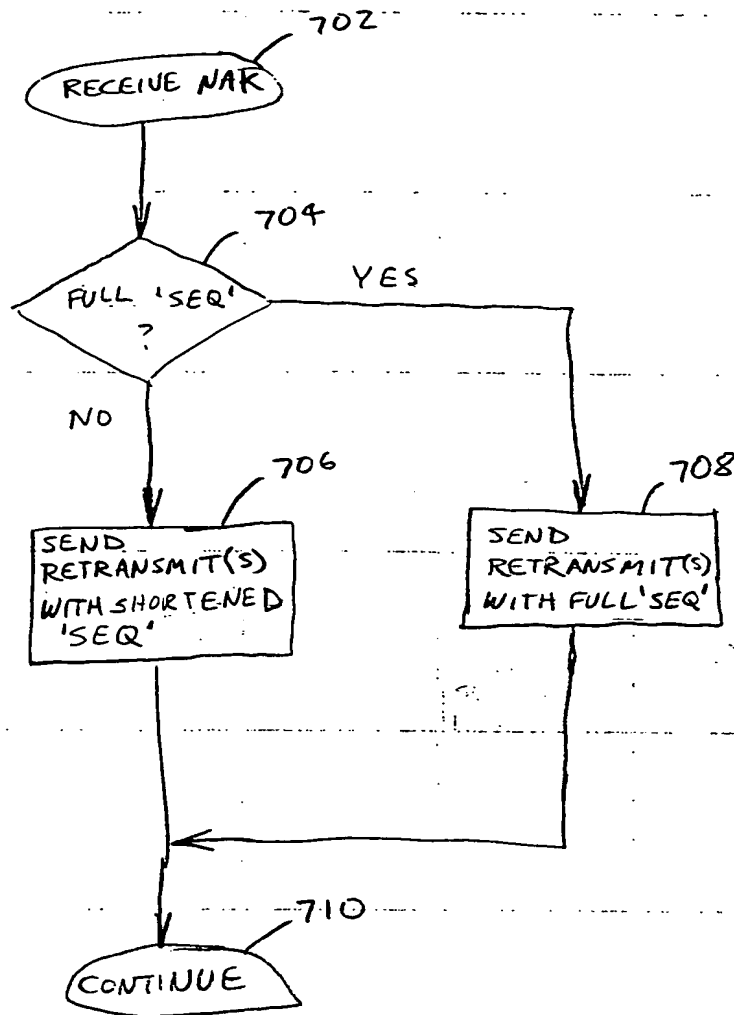 702
RECEIVE NAK
704
FULL 'SEQ'
?
YES
NO
706
SEND
RETRANSMIT(S)
WITH SHORTENED
'SEQ'
708
SEND
RETRANSMIT(S)
WITH FULL 'SEQ'
710
CONTINUE